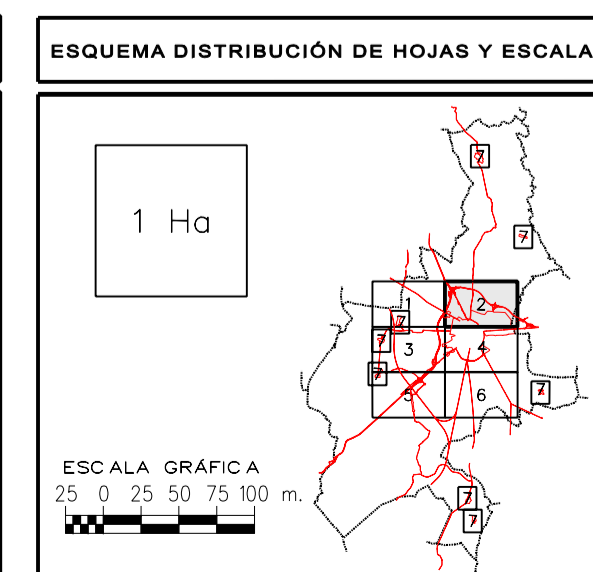 ESQUEMA DISTRIBUCIÓN DE HOJAS Y ESCALA
7
7
1 Ha
1 2
7
7 3 4
7
5 6 7
ESCALA GRÁFICA
25 0 25 50 75 100 m.
7
7